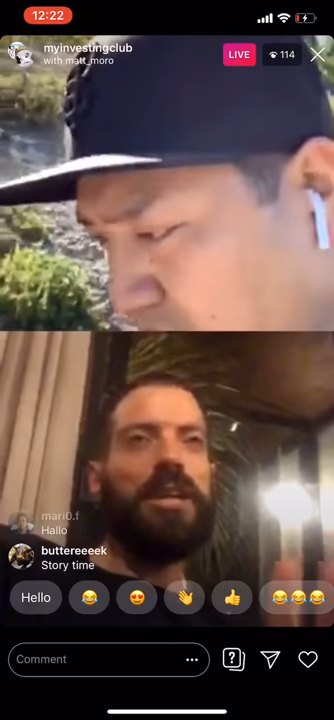 12:22
myinvestingclub
with matt_moro
LIVE
114
mari0.f
Hallo
buttereeeek
Story time
Hello
Comment